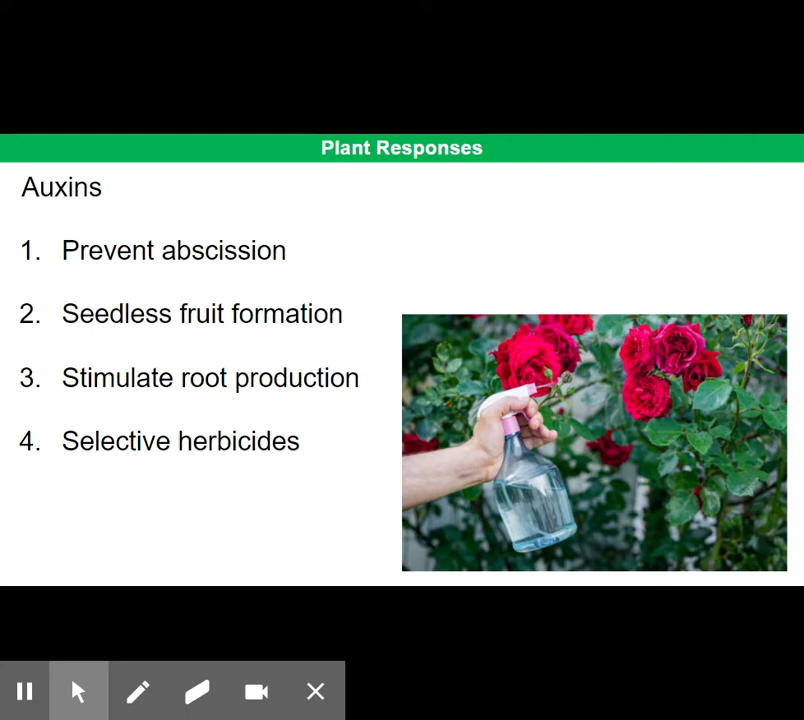 Plant Responses
Auxins
1. Prevent abscission
2. Seedless fruit formation
3. Stimulate root production
4. Selective herbicides